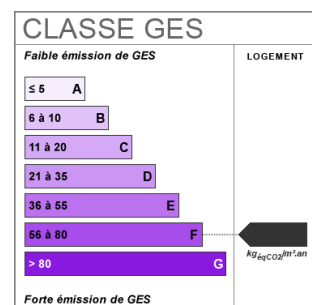 CLASSE GES
Faible émission de GES
LOGEMENT
≤ 5 A
6 à 10 B
11 à 20 C
21 à 35 D
36 à 55 E
56 à 80 F
kgéqCO2/m².an
> 80 G
Forte émission de GES